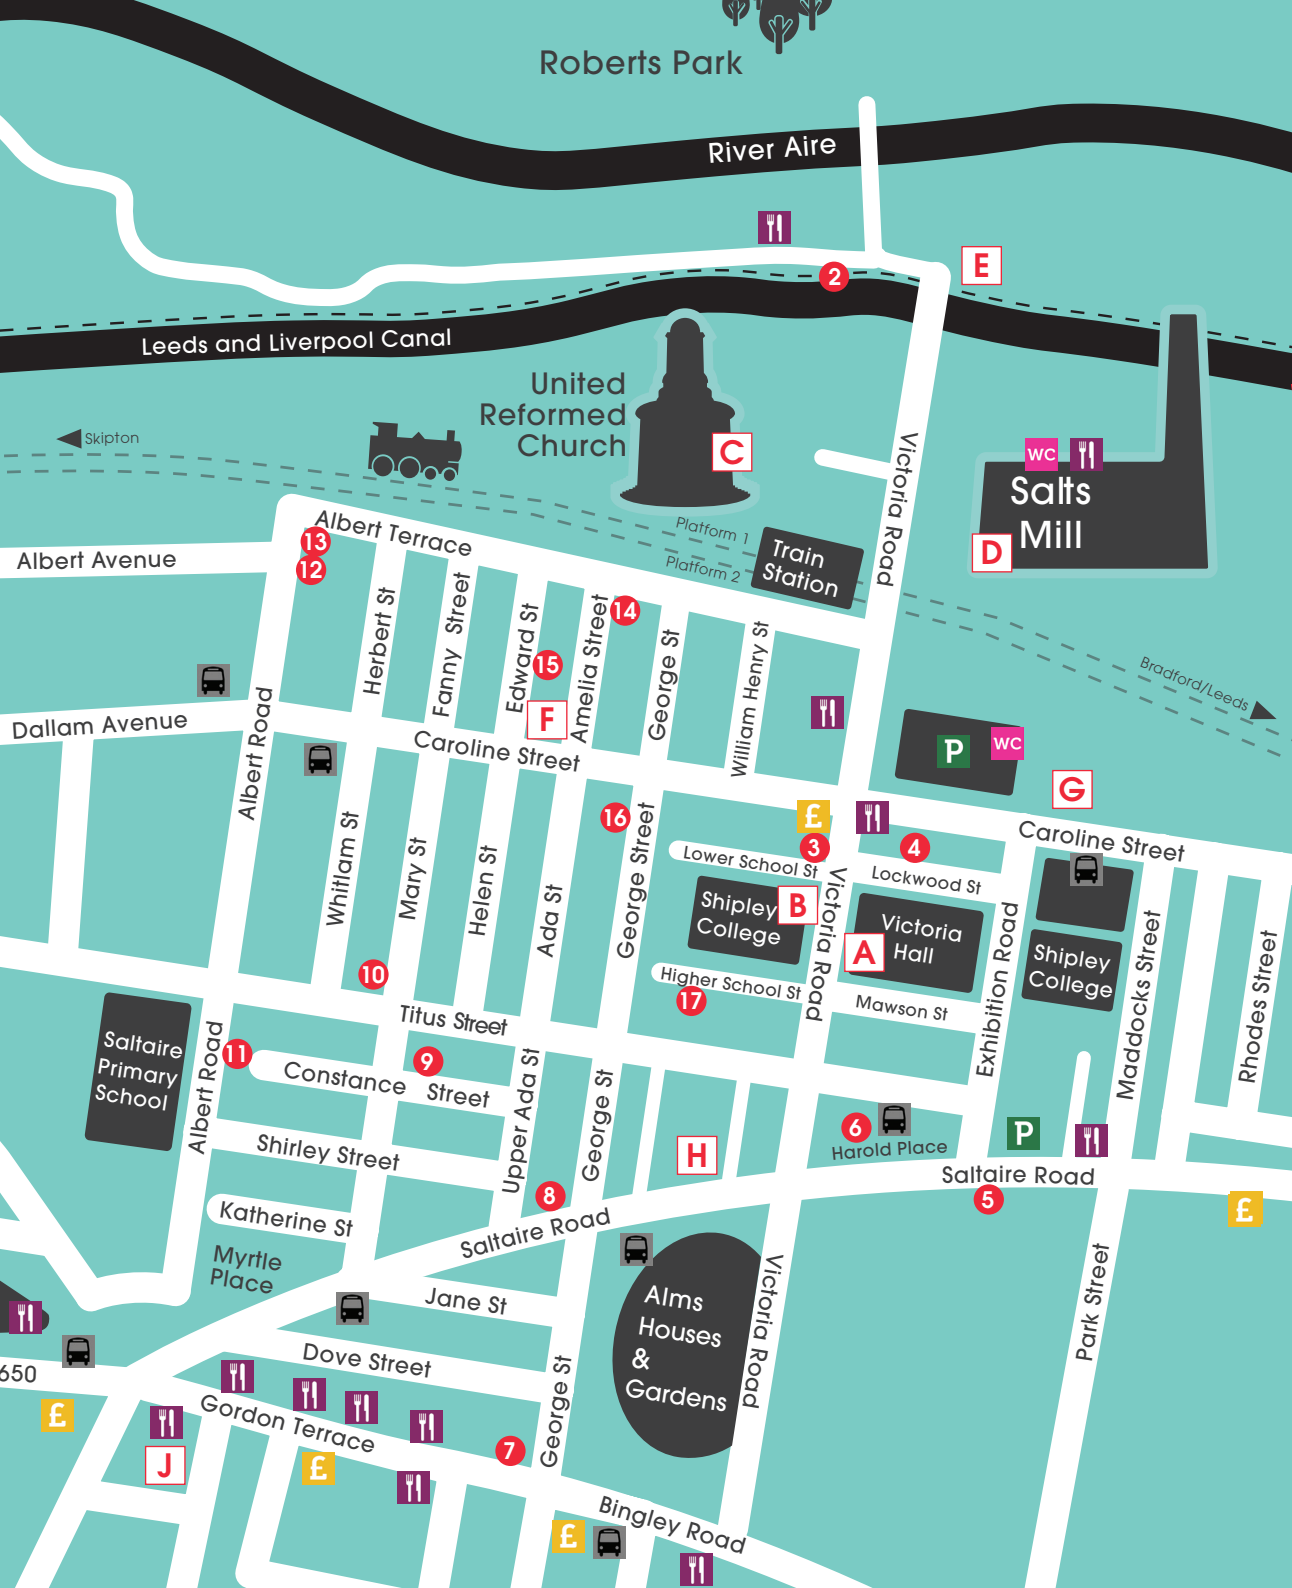 Roberts Park
River Aire
E
2
Leeds and Liverpool Canal
United
Reformed
Church
C
Skipton
Victoria Road
WC
Salts
Mill
D
Platform 1
Platform 2
Train
Station
Albert Terrace
13
12
Albert Avenue
Herbert St
Fanny Street
Edward St
Amelia Street
14
15
F
George St
William Henry St
Bradford/Leeds
Dallam Avenue
Albert Road
Caroline Street
P
WC
G
16
£
3
4
Caroline Street
Lower School St
Lockwood St
Whitlam St
Mary St
Helen St
Ada St
George Street
Shipley
College
B
Victoria Road
A
Victoria
Hall
Exhibition Road
Shipley
College
Maddocks Street
Rhodes Street
10
Higher School St
17
Mawson St
Titus Street
Saltaire
Primary
School
Albert Road
11
9
Constance Street
Upper Ada St
George St
Shirley Street
H
6
Harold Place
P
Saltaire Road
5
£
8
Katherine St
Saltaire Road
Myrtle
Place
Jane St
Alms
Houses
&
Gardens
Victoria Road
Park Street
Dove Street
650
£
Gordon Terrace
J
£
7
George St
Bingley Road
£